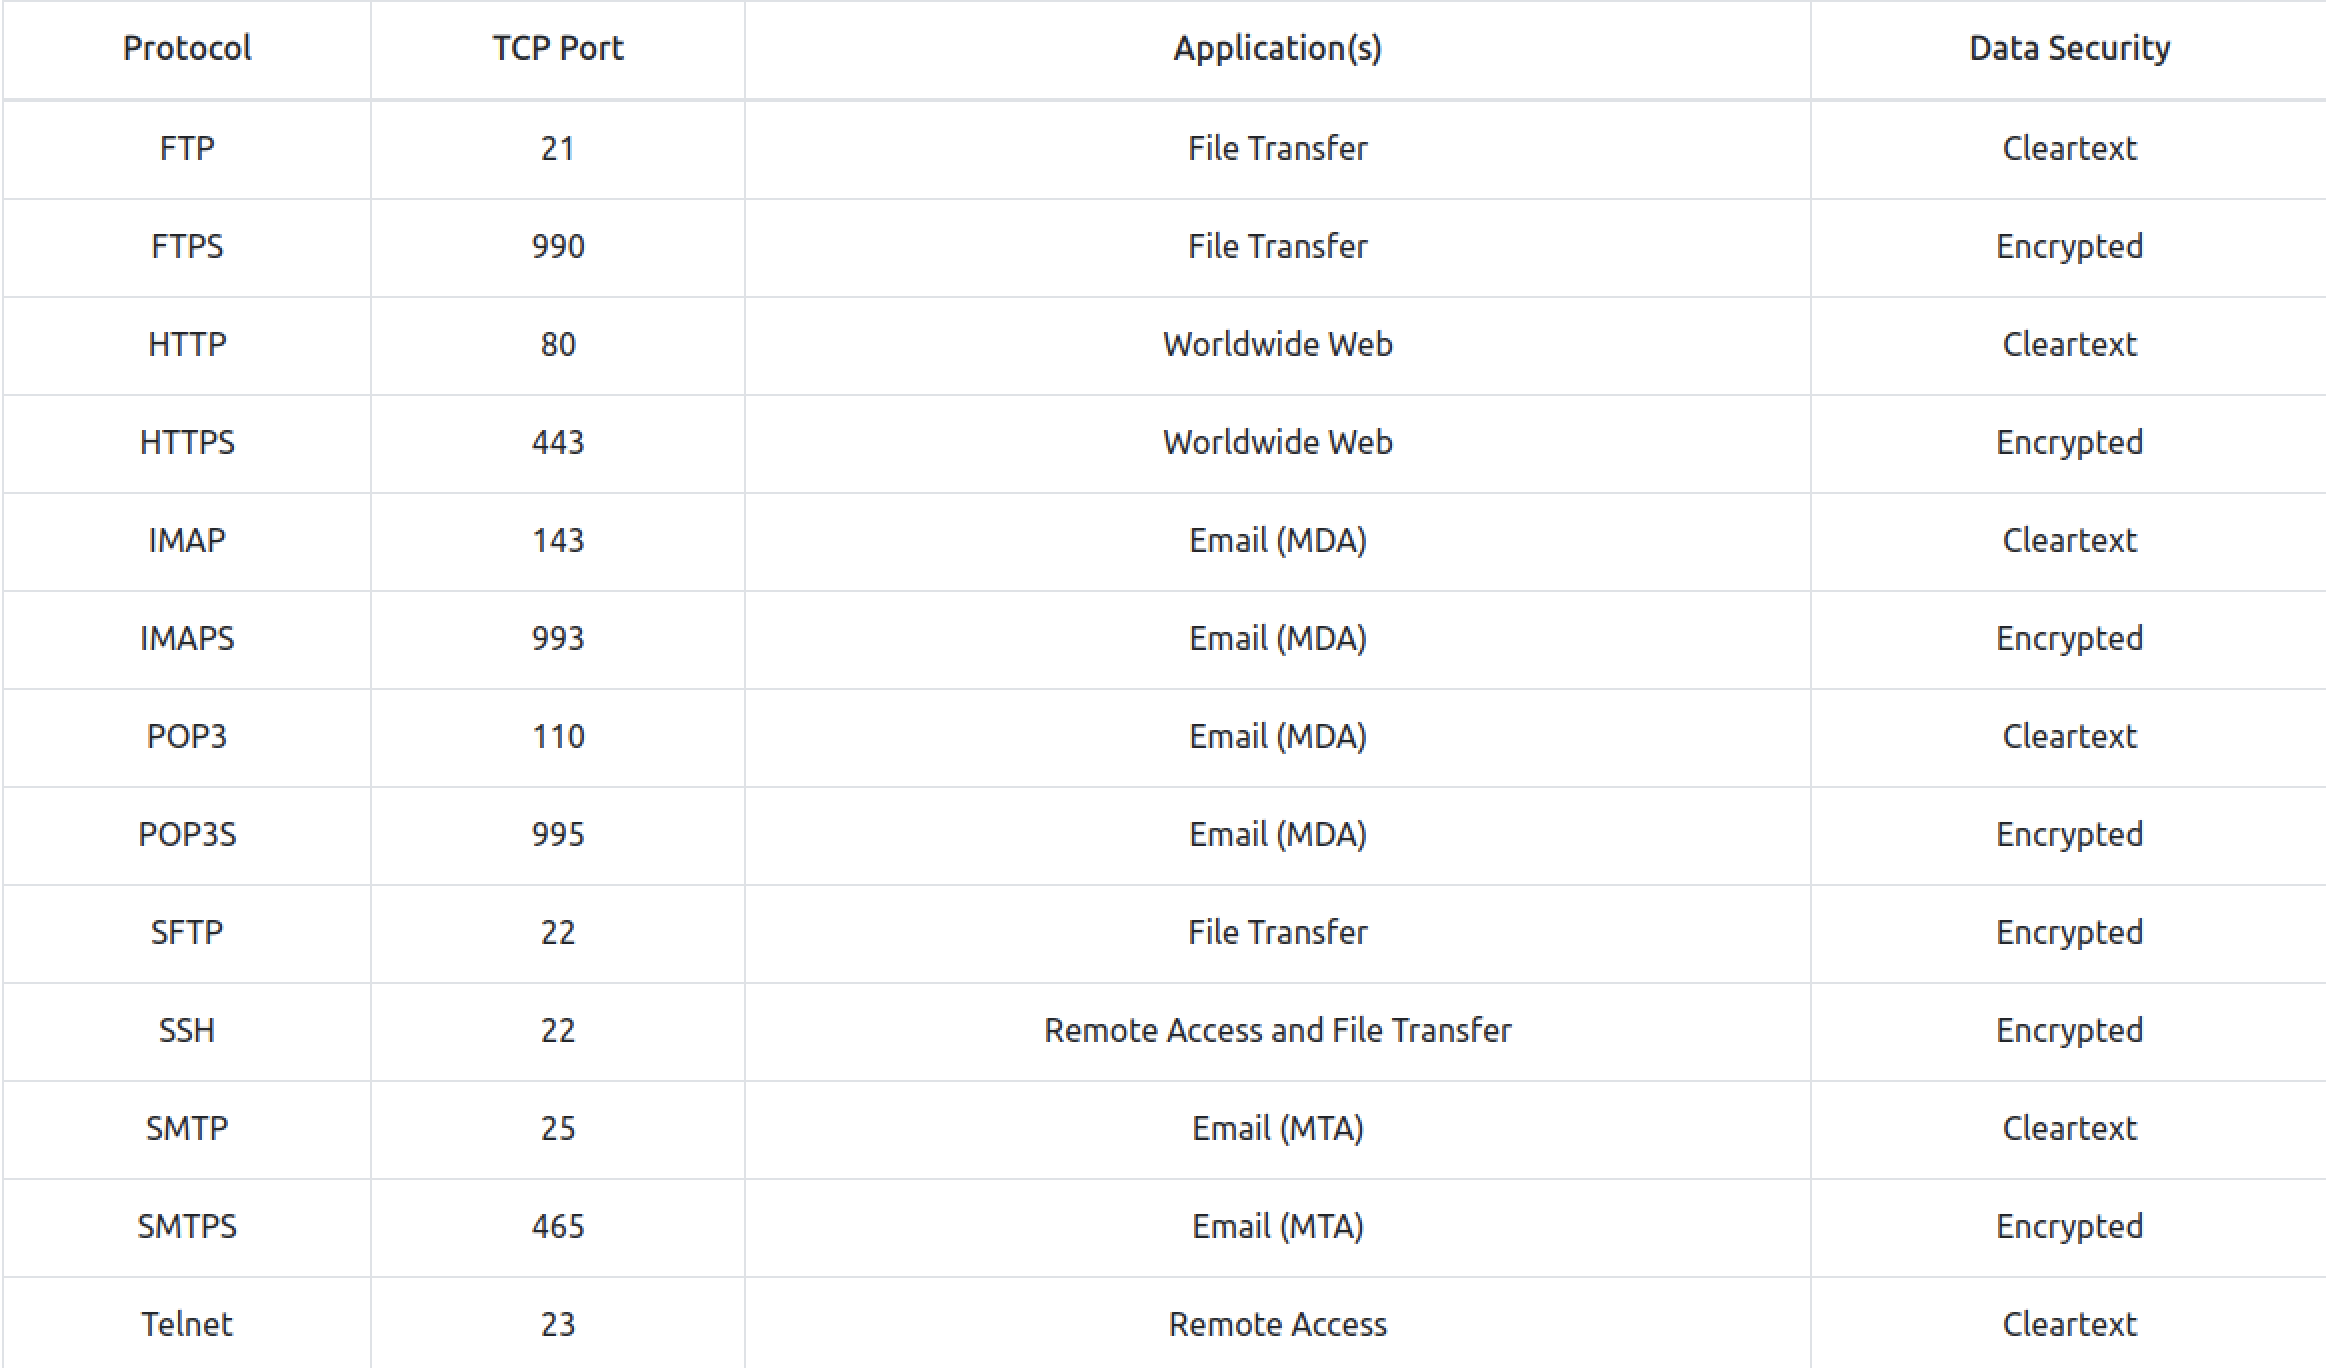 Protocol TCP Port Application(s) Data Security
FTP 21 File Transfer Cleartext
FTPS 990 File Transfer Encrypted
HTTP 80 Worldwide Web Cleartext
HTTPS 443 Worldwide Web Encrypted
IMAP 143 Email (MDA) Cleartext
IMAPS 993 Email (MDA) Encrypted
POP3 110 Email (MDA) Cleartext
POP3S 995 Email (MDA) Encrypted
SFTP 22 File Transfer Encrypted
SSH 22 Remote Access and File Transfer Encrypted
SMTP 25 Email (MTA) Cleartext
SMTPS 465 Email (MTA) Encrypted
Telnet 23 Remote Access Cleartext